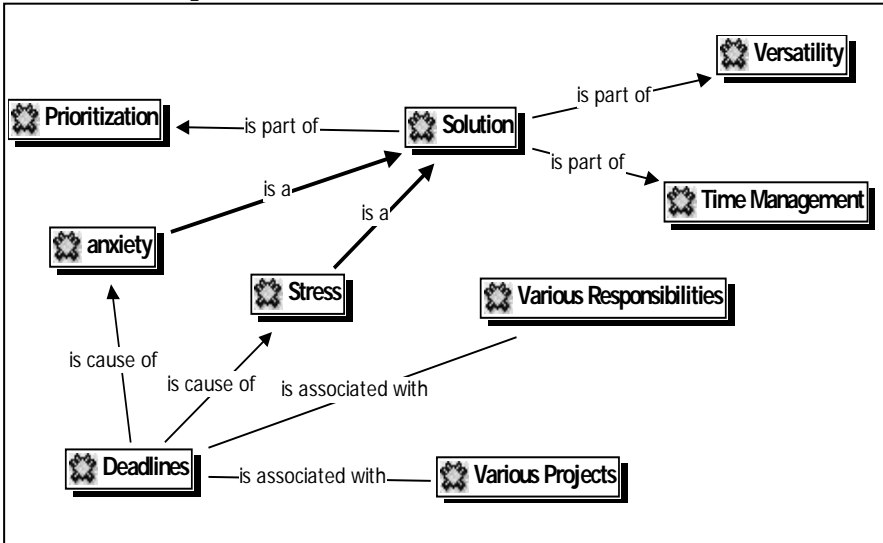 Versatility
is part of
Prioritization
is part of
Solution
is part of
is a
Time Management
is a
anxiety
Stress
Various Responsibilities
is cause of
is cause of
is associated with
Deadlines
is associated with
Various Projects